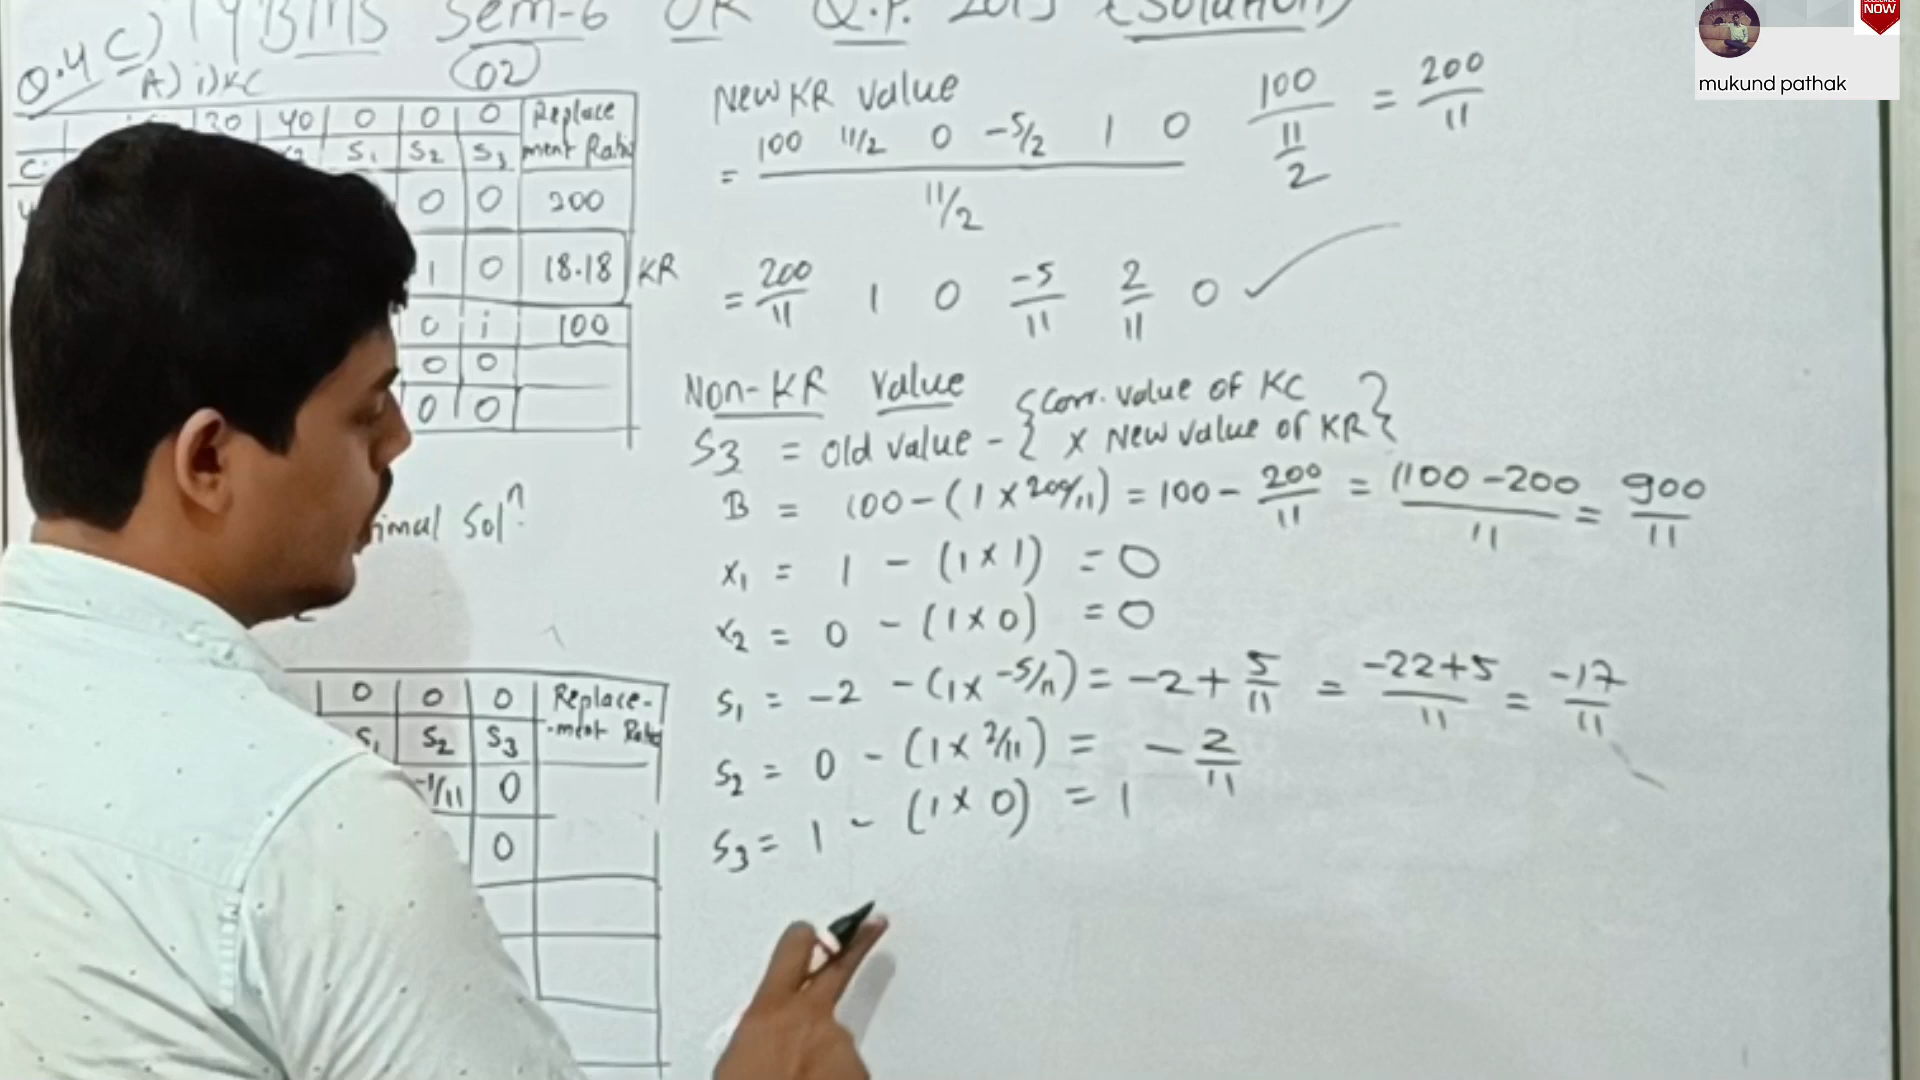 Q.4 C) TYBMS Sem-6 OR Q.P. 2019 (Solution)
02
A) i) KC
30 40 0 0 0 Replace
C S1 S2 S3 ment Ratio
0 0 200
1 0 18.18 KR
0 1 100
0 0
0 0
Sol?
0 0 0 Replace-
S1 S2 S3 -ment Ratio
-1/11 0
0
New KR value
= 100 11/2 0 -5/2 1 0
11/2
100 / 11/2 = 200/11
= 200/11 1 0 -5/11 2/11 0 ✓
Non-KR value
S3 = old value - {Corr. value of KC
x New value of KR}
B = 100 - (1 x 200/11) = 100 - 200/11 = 1100-200/11 = 900/11
x1 = 1 - (1 x 1) = 0
x2 = 0 - (1 x 0) = 0
S1 = -2 - (1 x -5/11) = -2 + 5/11 = -22+5/11 = -17/11
S2 = 0 - (1 x 2/11) = -2/11
S3 = 1 - (1 x 0) = 1
NOW
mukund pathak